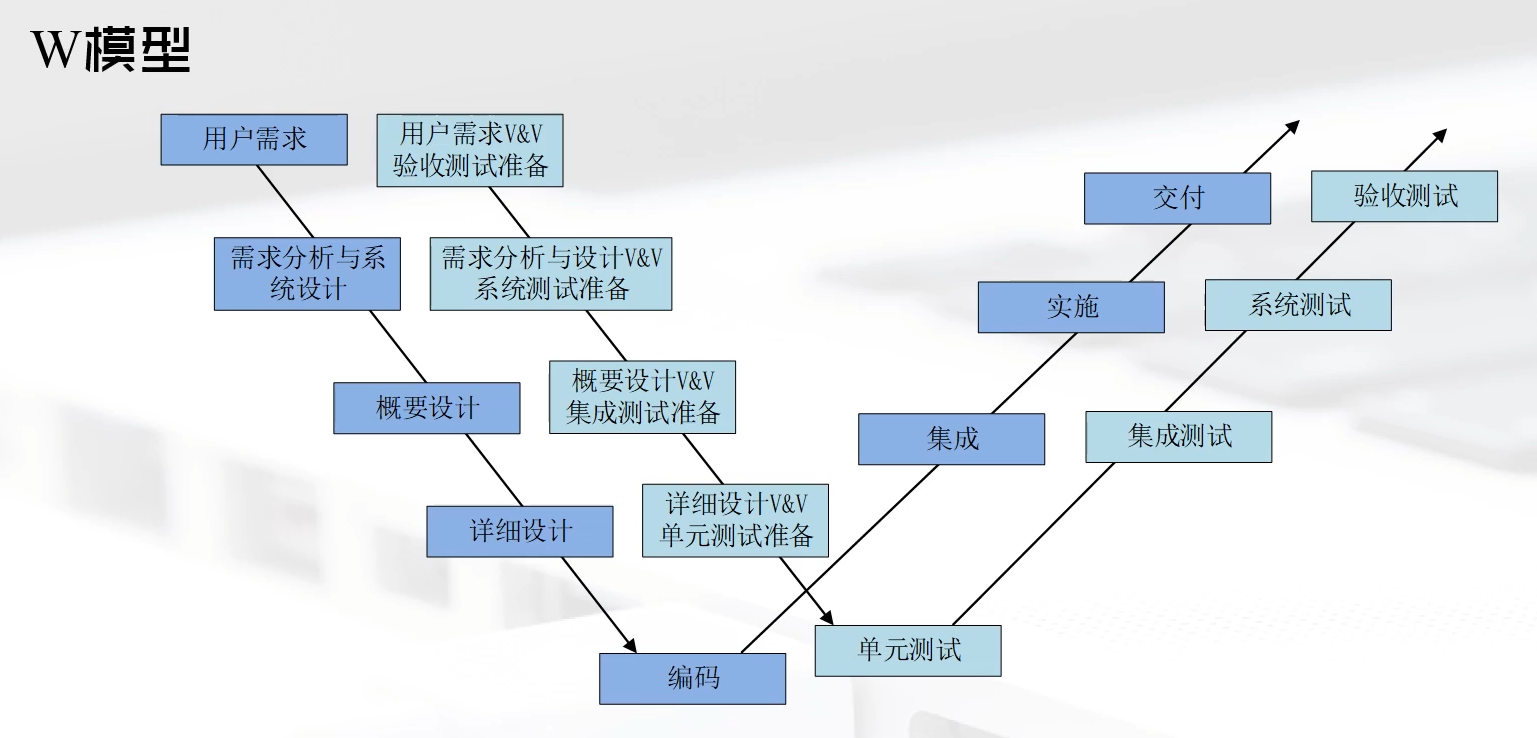 W模型
用户需求
用户需求V&V
验收测试准备
需求分析与系
统设计
需求分析与设计V&V
系统测试准备
概要设计
概要设计V&V
集成测试准备
详细设计
详细设计V&V
单元测试准备
编码
单元测试
集成
集成测试
实施
系统测试
交付
验收测试